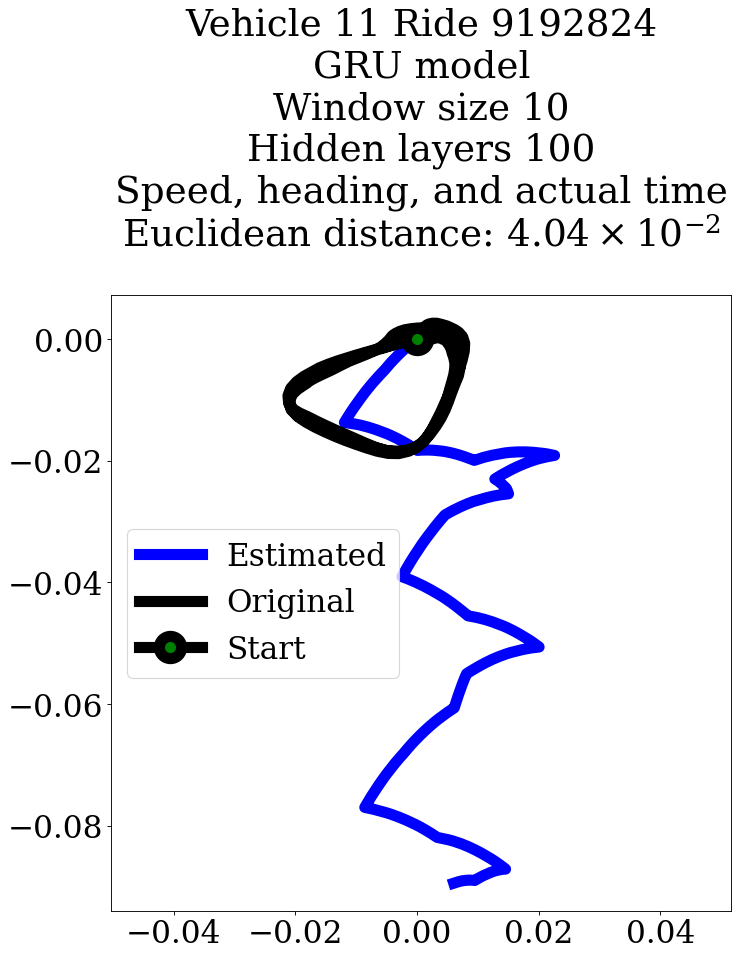 Vehicle 11 Ride 9192824
GRU model
Window size 10
Hidden layers 100
Speed, heading, and actual time
Euclidean distance: 4.04 × 10⁻²
0.00
−0.02
−0.04
−0.06
−0.08
Estimated
Original
Start
−0.04 −0.02 0.00 0.02 0.04